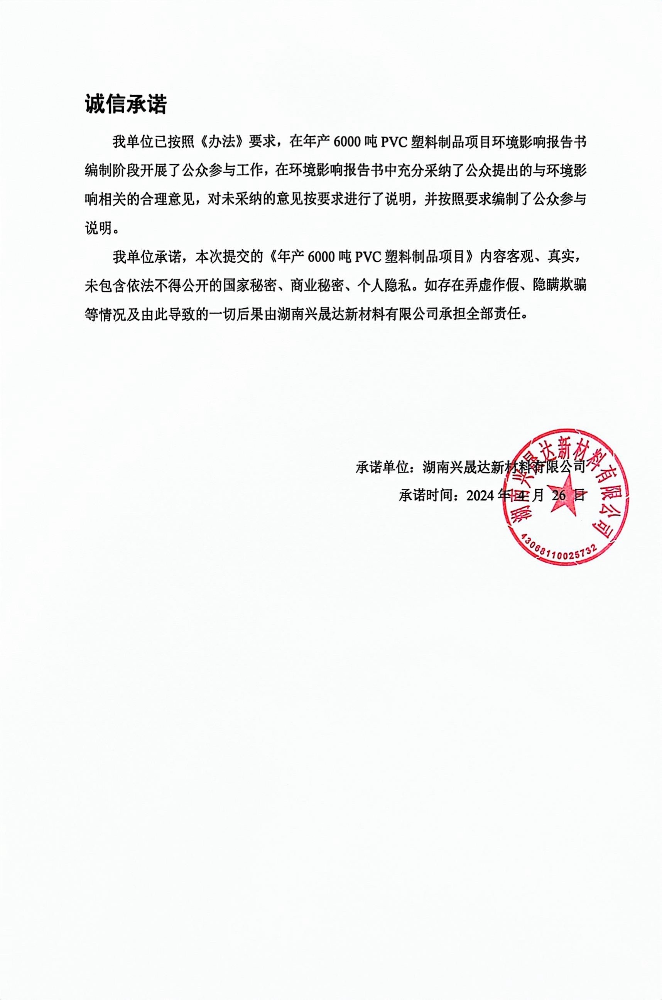 诚信承诺
我单位已按照《办法》要求，在年产 6000 吨 PVC 塑料制品项目环境影响报告书
编制阶段开展了公众参与工作，在环境影响报告书中充分采纳了公众提出的与环境影
响相关的合理意见，对未采纳的意见按要求进行了说明，并按照要求编制了公众参与
说明。
我单位承诺，本次提交的《年产 6000 吨 PVC 塑料制品项目》内容客观、真实，
未包含依法不得公开的国家秘密、商业秘密、个人隐私。如存在弄虚作假、隐瞒欺骗
等情况及由此导致的一切后果由湖南兴晟达新材料有限公司承担全部责任。
承诺单位：湖南兴晟达新材料有限公司
承诺时间：2024 年 4 月 26 日
湖南兴晟达新材料有限公司
43068110025732